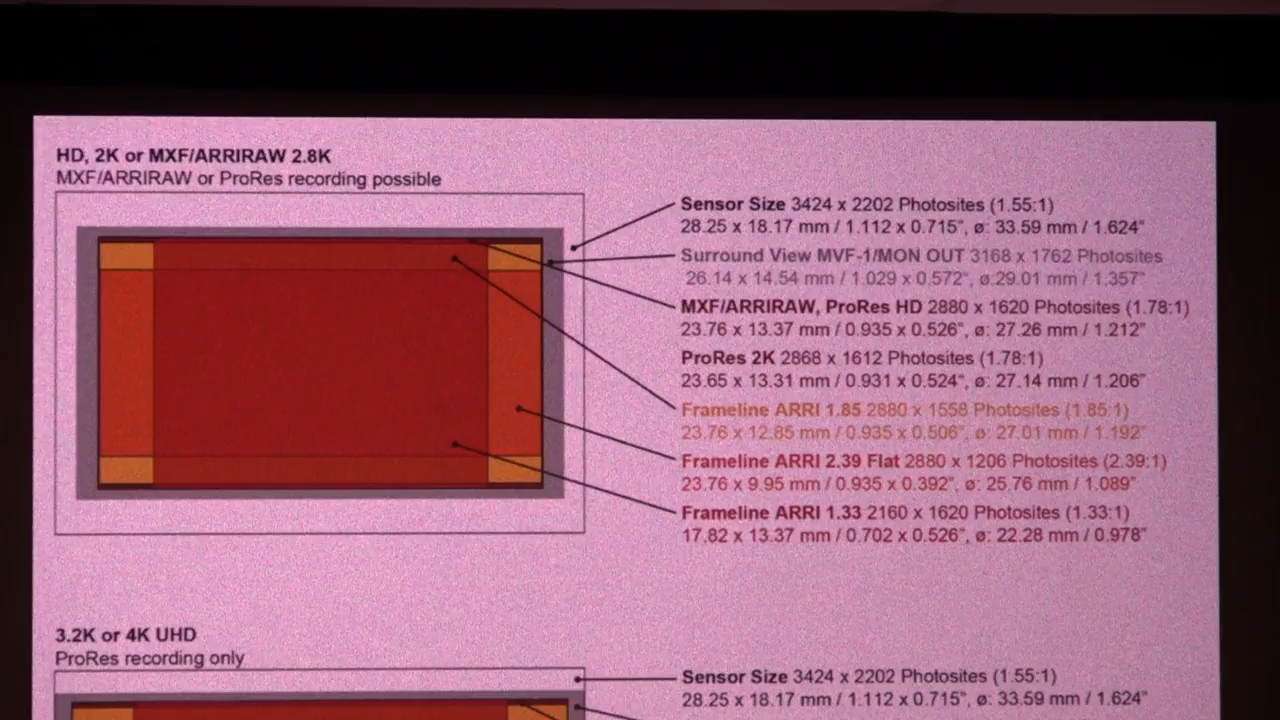 HD, 2K or MXF/ARRIRAW 2.8K
MXF/ARRIRAW or ProRes recording possible
Sensor Size 3424 x 2202 Photosites (1.55:1)
28.25 x 18.17 mm / 1.112 x 0.715", ø: 33.59 mm / 1.624"
Surround View MVF-1/MON OUT 3168 x 1762 Photosites
26.14 x 14.54 mm / 1.029 x 0.572", ø:29.01 mm / 1.357"
MXF/ARRIRAW, ProRes HD 2880 x 1620 Photosites (1.78:1)
23.76 x 13.37 mm / 0.935 x 0.526", ø: 27.26 mm / 1.212"
ProRes 2K 2868 x 1612 Photosites (1.78:1)
23.65 x 13.31 mm / 0.931 x 0.524", ø: 27.14 mm / 1.206"
Frameline ARRI 1.85 2880 x 1558 Photosites (1.85:1)
23.76 x 12.85 mm / 0.935 x 0.506", ø: 27.01 mm / 1.192"
Frameline ARRI 2.39 Flat 2880 x 1206 Photosites (2.39:1)
23.76 x 9.95 mm / 0.935 x 0.392", ø: 25.76 mm / 1.089"
Frameline ARRI 1.33 2160 x 1620 Photosites (1.33:1)
17.82 x 13.37 mm / 0.702 x 0.526", ø: 22.28 mm / 0.978"
3.2K or 4K UHD
ProRes recording only
Sensor Size 3424 x 2202 Photosites (1.55:1)
28.25 x 18.17 mm / 1.112 x 0.715", ø: 33.59 mm / 1.624"